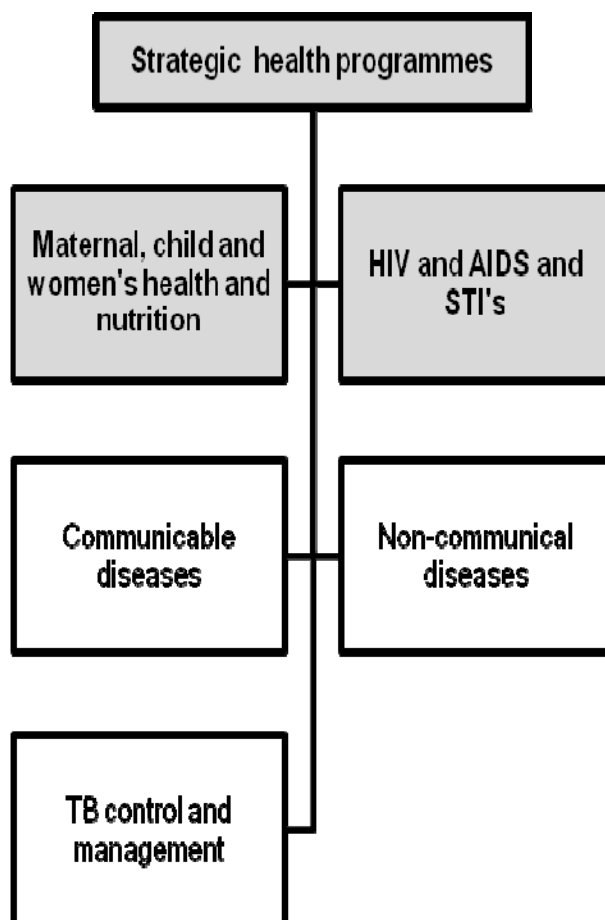 Strategic health programmes
Maternal, child and
women's health and
nutrition
HIV and AIDS and
STI's
Communicable
diseases
Non-communical
diseases
TB control and
management